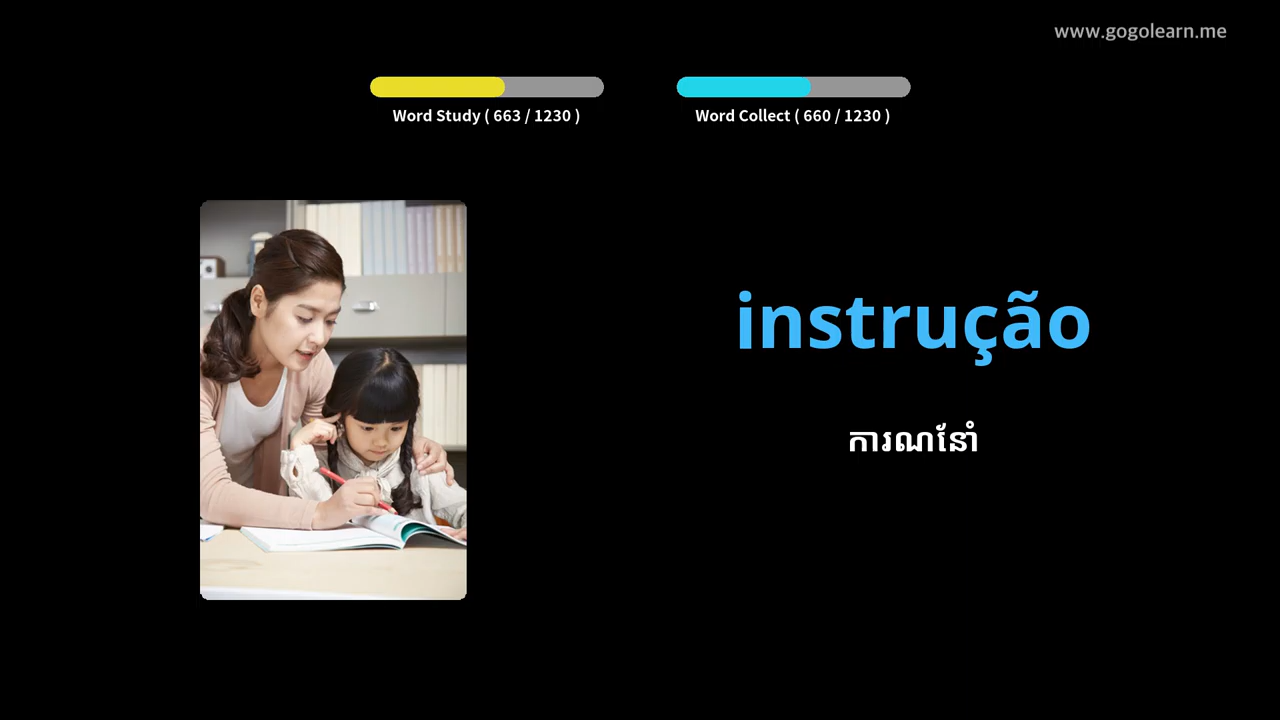 www.gogolearn.me
Word Study ( 663 / 1230 )
Word Collect ( 660 / 1230 )
instrução
ការណែនាំ